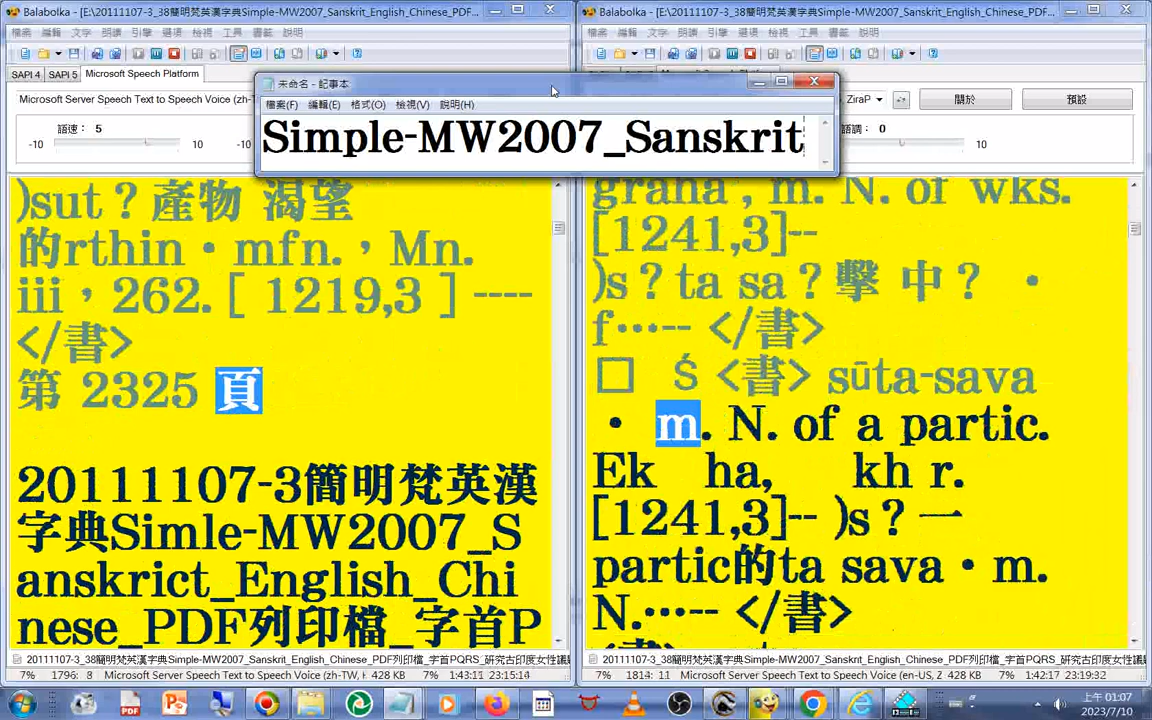 Balabolka - [E:\20111107-3_38簡明梵英漢字典Simple-MW2007_Sanskrit_English_Chinese_PDF...
檔案 編輯 文字 朗讀 引擎 選項 檢視 工具 書籤 說明
SAPI 4 SAPI 5 Microsoft Speech Platform
Microsoft Server Speech Text to Speech Voice (zh-T
語速： 5
-10 10 -10
)sut？產物 渴望
的rthin‧mfn.，Mn.
iii，262. [ 1219,3 ] ----
</書>
第 2325 頁
20111107-3簡明梵英漢
字典Simle-MW2007_S
anskrict_English_Chi
nese_PDF列印檔_字首P
20111107-3_38簡明梵英漢字典Simple-MW2007_Sanskrit_English_Chinese_PDF列印檔_字首PQRS_研究古印度女性議題
7% 1796: 8 Microsoft Server Speech Text to Speech Voice (zh-TW, H 428 KB 7% 1:43:11 23:15:14
未命名 - 記事本
檔案(F) 編輯(E) 格式(O) 檢視(V) 說明(H)
Simple-MW2007_Sanskrit
Balabolka - [E:\20111107-3_38簡明梵英漢字典Simple-MW2007_Sanskrit_English_Chinese_PDF...
檔案 編輯 文字 朗讀 引擎 選項 檢視 工具 書籤 說明
ZiraP 關於 預設
語調： 0
10
graha , m. N. of wks.
[1241,3]--
)s？ta sa？擊 中？ ‧
f…-- </書>
□ Ś <書> sūta-sava
‧ m. N. of a partic.
Ek ha, kh r.
[1241,3]-- )s？一
partic的ta sava‧m.
N.…-- </書>
20111107-3_38簡明梵英漢字典Simple-MW2007_Sanskrit_English_Chinese_PDF列印檔_字首PQRS_研究古印度女性議
7% 1814: 11 Microsoft Server Speech Text to Speech Voice (en-US, Z 428 KB 7% 1:42:17 23:19:32
上午 01:07
2023/7/10